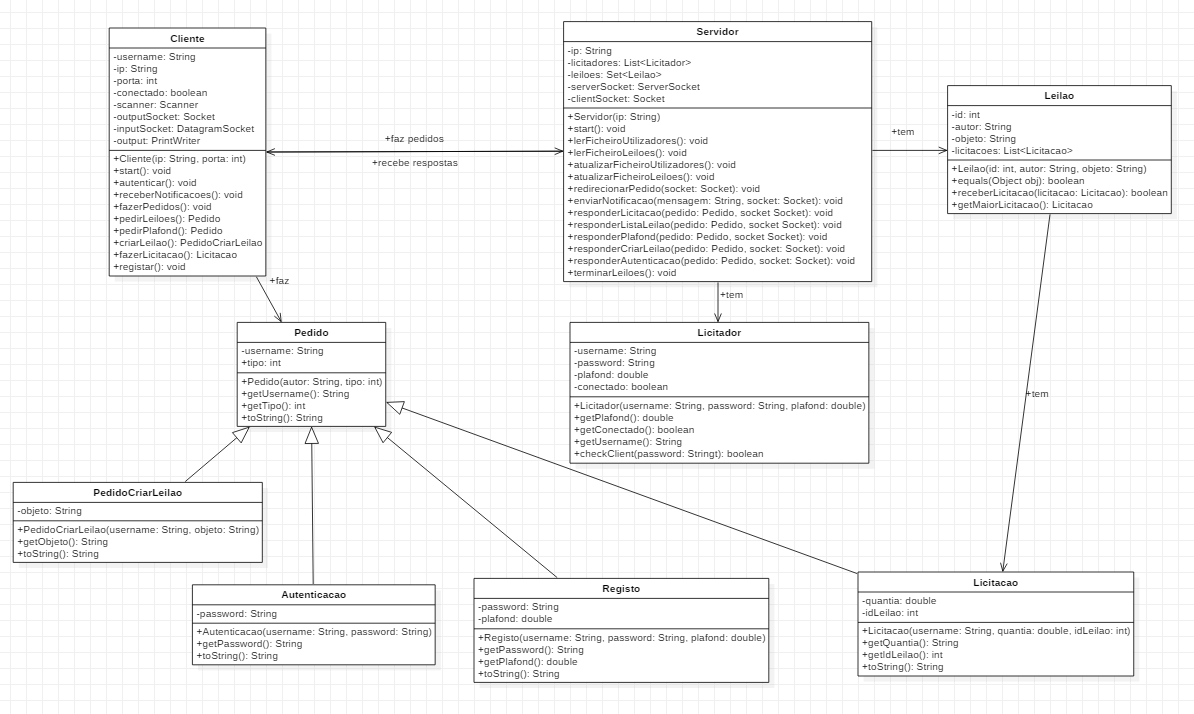 Cliente
-username: String
-ip: String
-porta: int
-conectado: boolean
-scanner: Scanner
-outputSocket: Socket
-inputSocket: DatagramSocket
-output: PrintWriter
+Cliente(ip: String, porta: int)
+start(): void
+autenticar(): void
+receberNotificacoes(): void
+fazerPedidos(): void
+pedirLeiloes(): Pedido
+pedirPlafond(): Pedido
+criarLeilao(): PedidoCriarLeilao
+fazerLicitacao(): Licitacao
+registar(): void
+faz pedidos
+recebe respostas
Servidor
-ip: String
-licitadores: List<Licitador>
-leiloes: Set<Leilao>
-serverSocket: ServerSocket
-clientSocket: Socket
+Servidor(ip: String)
+start(): void
+lerFicheiroUtilizadores(): void
+lerFicheiroLeiloes(): void
+atualizarFicheiroUtilizadores(): void
+atualizarFicheiroLeiloes(): void
+redirecionarPedido(socket: Socket): void
+enviarNotificacao(mensagem: String, socket: Socket): void
+responderLicitacao(pedido: Pedido, socket Socket): void
+responderListaLeilao(pedido: Pedido, socket: Socket): void
+responderPlafond(pedido: Pedido, socket Socket): void
+responderCriarLeilao(pedido: Pedido, socket: Socket): void
+responderAutenticacao(pedido: Pedido, socket: Socket): void
+terminarLeiloes(): void
+tem
Leilao
-id: int
-autor: String
-objeto: String
-licitacoes: List<Licitacao>
+Leilao(id: int, autor: String, objeto: String)
+equals(Object obj): boolean
+receberLicitacao(licitacao: Licitacao): boolean
+getMaiorLicitacao(): Licitacao
+faz
+tem
Pedido
-username: String
+tipo: int
+Pedido(autor: String, tipo: int)
+getUsername(): String
+getTipo(): int
+toString(): String
Licitador
-username: String
-password: String
-plafond: double
-conectado: boolean
+Licitador(username: String, password: String, plafond: double)
+getPlafond(): double
+getConectado(): boolean
+getUsername(): String
+checkClient(password: Stringt): boolean
+tem
PedidoCriarLeilao
-objeto: String
+PedidoCriarLeilao(username: String, objeto: String)
+getObjeto(): String
+toString(): String
Autenticacao
-password: String
+Autenticacao(username: String, password: String)
+getPassword(): String
+toString(): String
Registo
-password: String
-plafond: double
+Registo(username: String, password: String, plafond: double)
+getPassword(): String
+getPlafond(): double
+toString(): String
Licitacao
-quantia: double
-idLeilao: int
+Licitacao(username: String, quantia: double, idLeilao: int)
+getQuantia(): String
+getIdLeilao(): int
+toString(): String